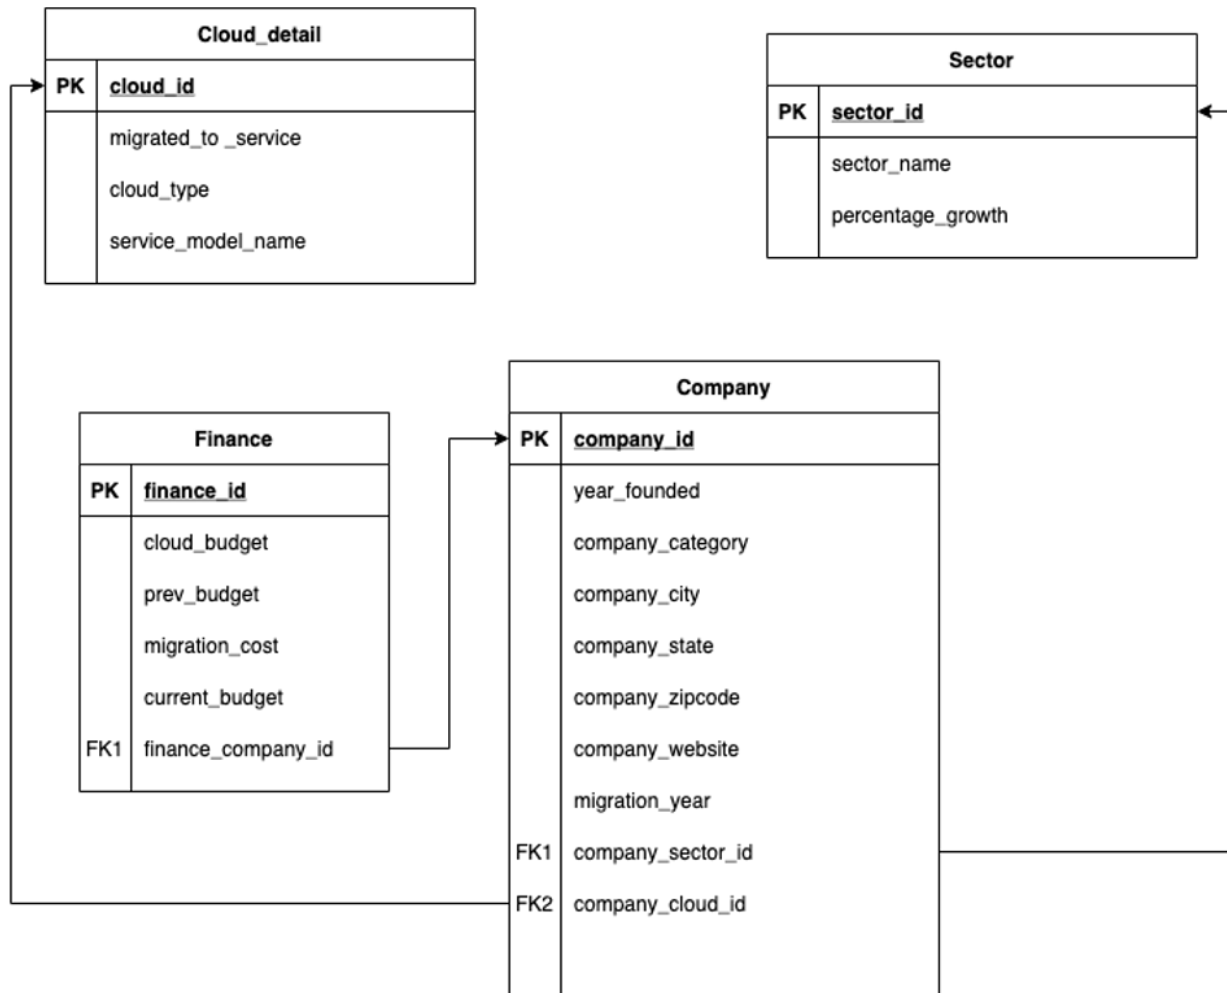 Cloud_detail
PK cloud_id
migrated_to _service
cloud_type
service_model_name
Sector
PK sector_id
sector_name
percentage_growth
Finance
PK finance_id
cloud_budget
prev_budget
migration_cost
current_budget
FK1 finance_company_id
Company
PK company_id
year_founded
company_category
company_city
company_state
company_zipcode
company_website
migration_year
FK1 company_sector_id
FK2 company_cloud_id